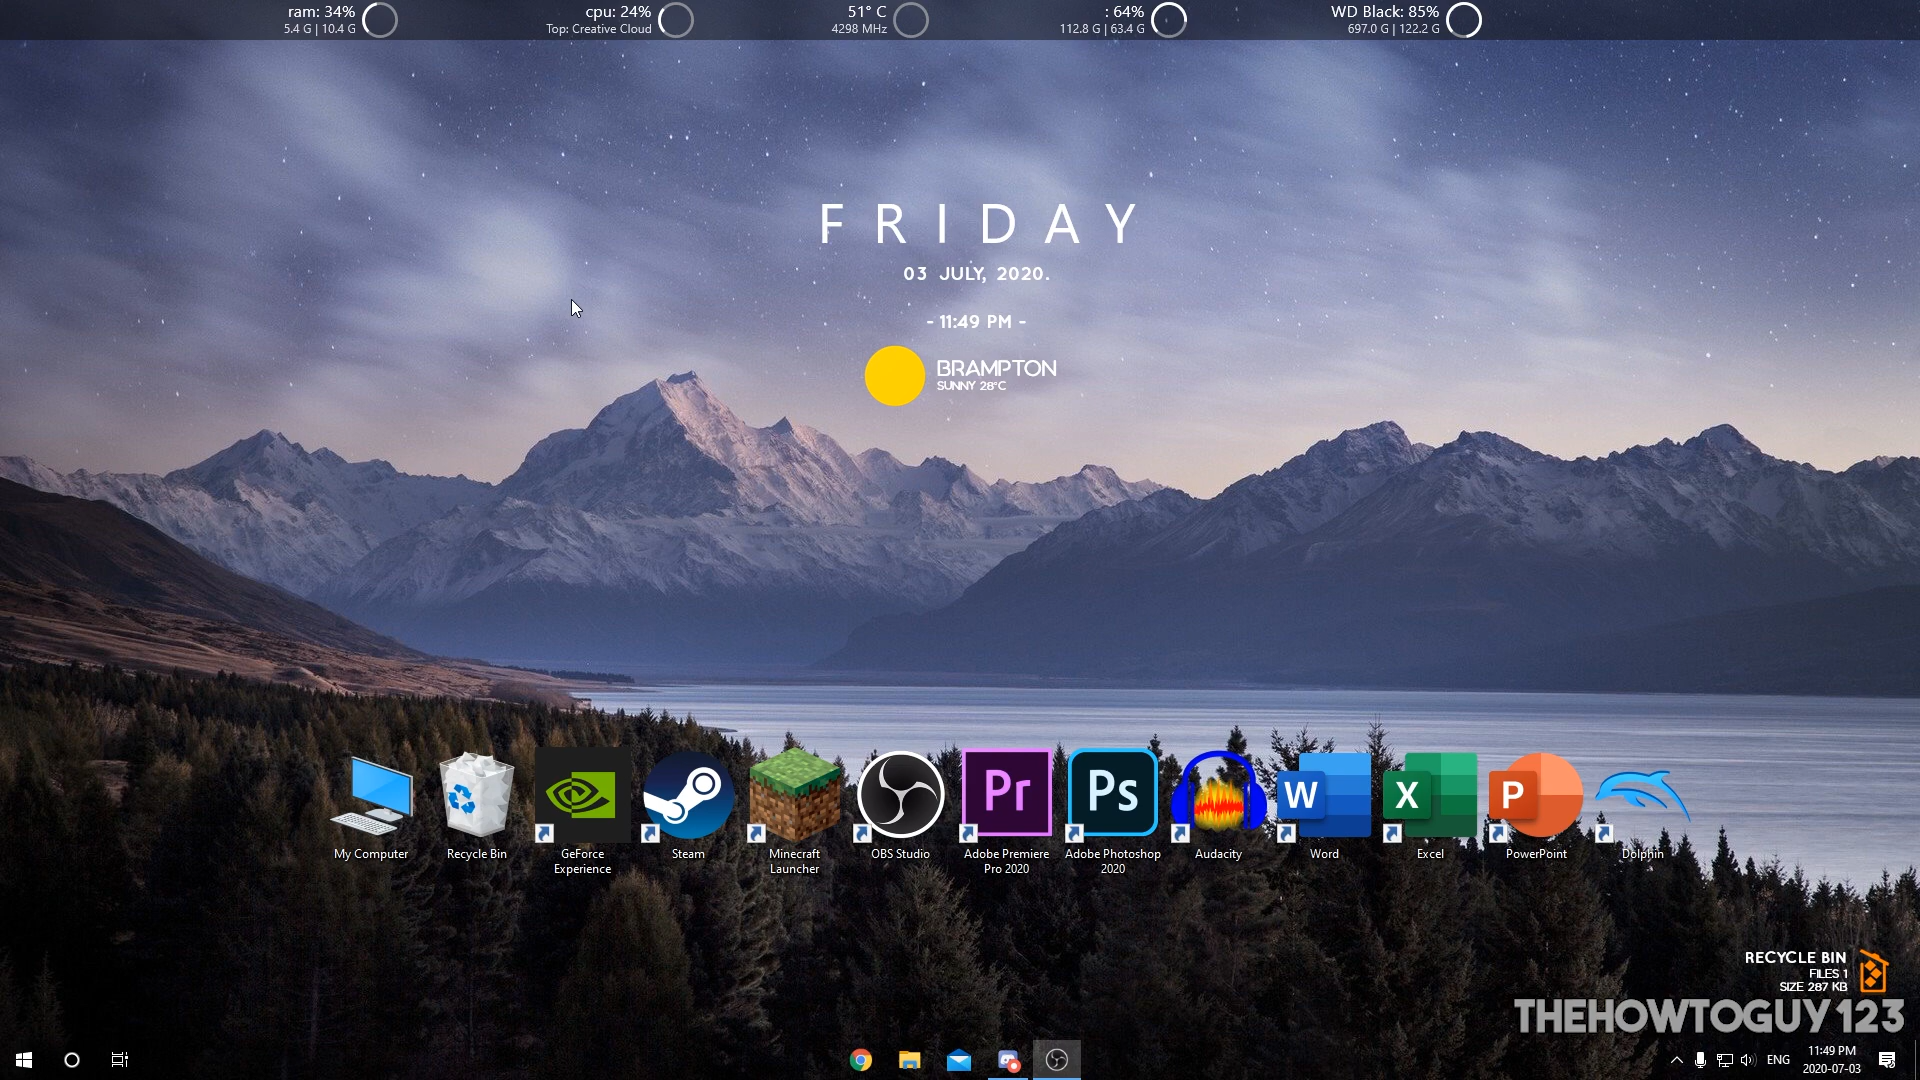 ram: 34%
5.4 G | 10.4 G
cpu: 24%
Top: Creative Cloud
51° C
4298 MHz
: 64%
112.8 G | 63.4 G
WD Black: 85%
697.0 G | 122.2 G
FRIDAY
03 JULY, 2020.
- 11:49 PM -
BRAMPTON
SUNNY 28°C
Pr
Ps
W
X
P
My Computer
Recycle Bin
GeForce
Experience
Steam
Minecraft
Launcher
OBS Studio
Adobe Premiere
Pro 2020
Adobe Photoshop
2020
Audacity
Word
Excel
PowerPoint
Dolphin
RECYCLE BIN
FILES 1
SIZE 287 KB
THEHOWTOGUY123
ENG
11:49 PM
2020-07-03